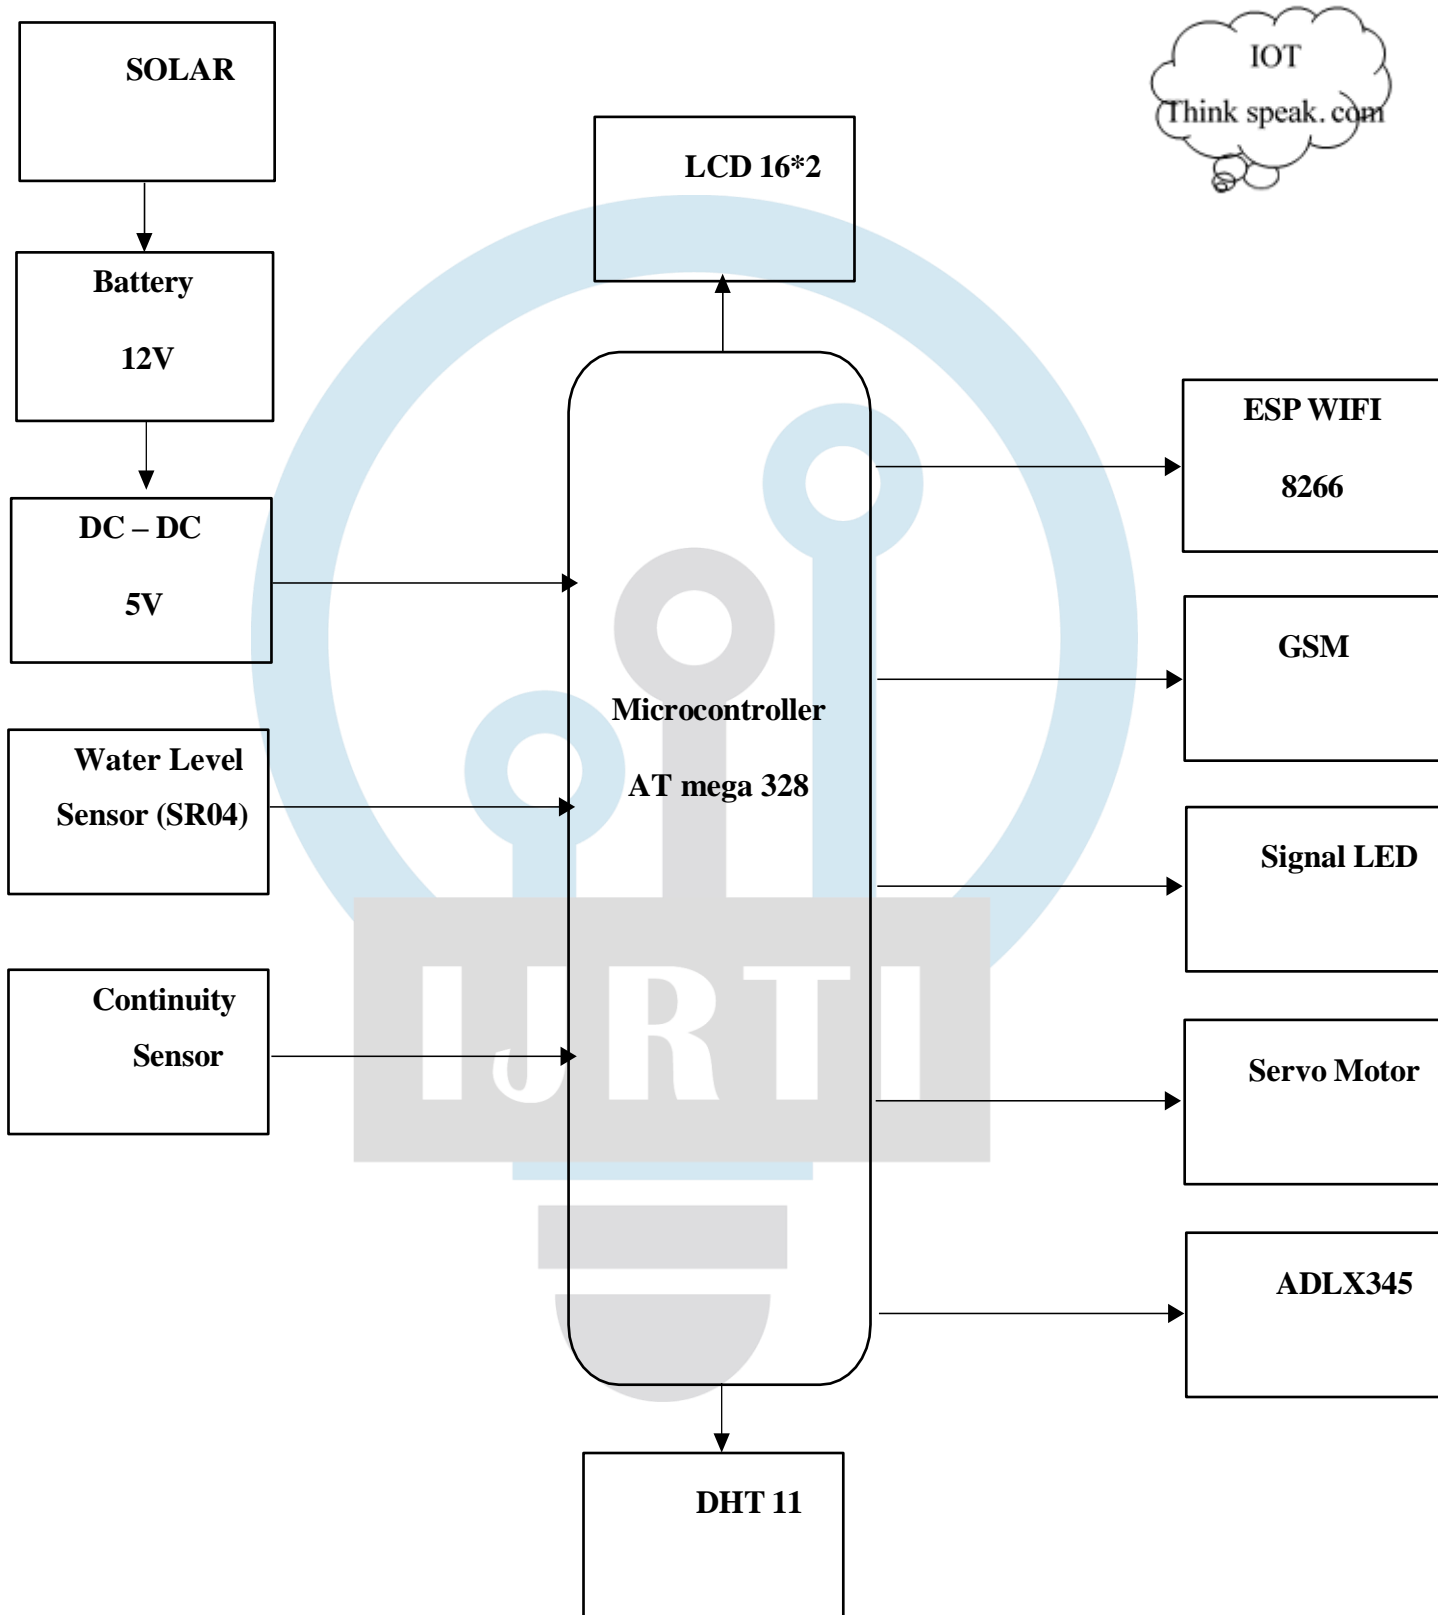 SOLAR
IOT
Think speak. com
LCD 16*2
Battery
12V
ESP WIFI
8266
DC – DC
5V
GSM
Microcontroller
AT mega 328
Water Level
Sensor (SR04)
Signal LED
Continuity
Sensor
IJRTI
Servo Motor
ADLX345
DHT 11